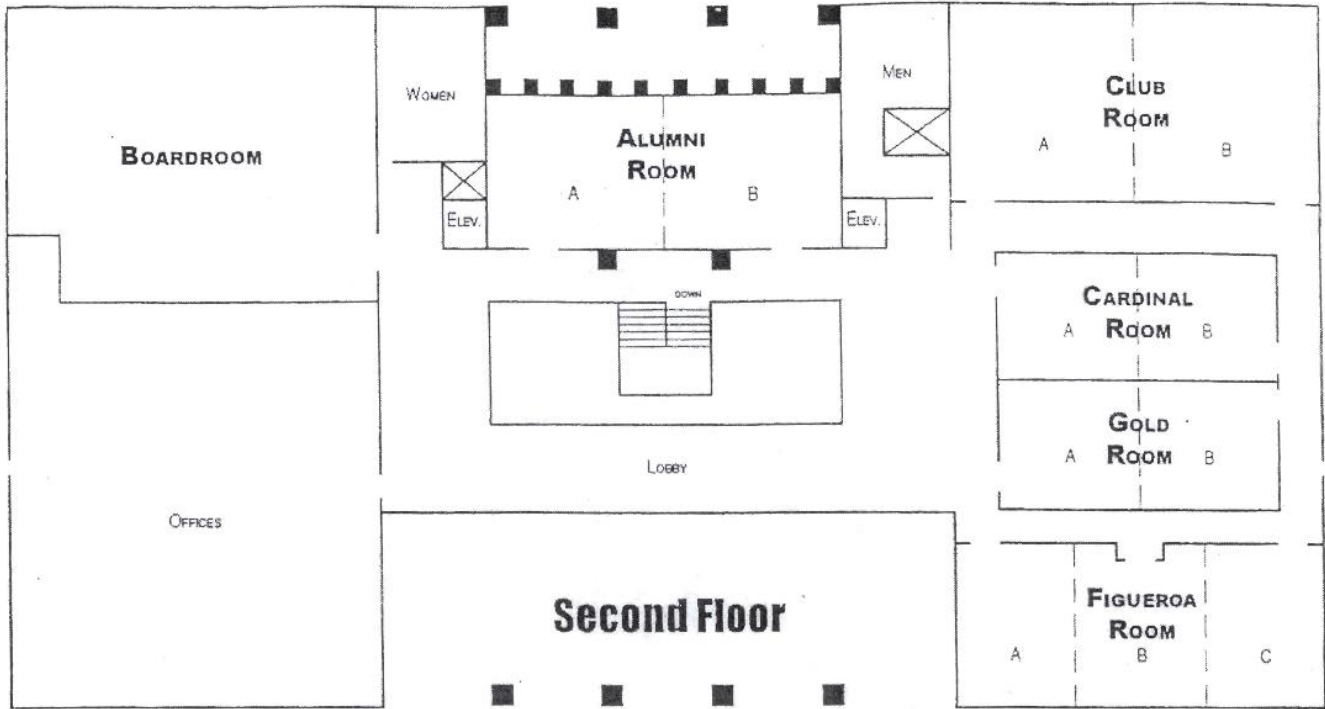 WOMEN
MEN
CLUB
ROOM
A
B
BOARDROOM
ALUMNI
ROOM
A
B
ELEV.
ELEV.
DOWN
CARDINAL
ROOM
A
B
GOLD
ROOM
A
B
LOBBY
OFFICES
Second Floor
FIGUEROA
ROOM
A
B
C